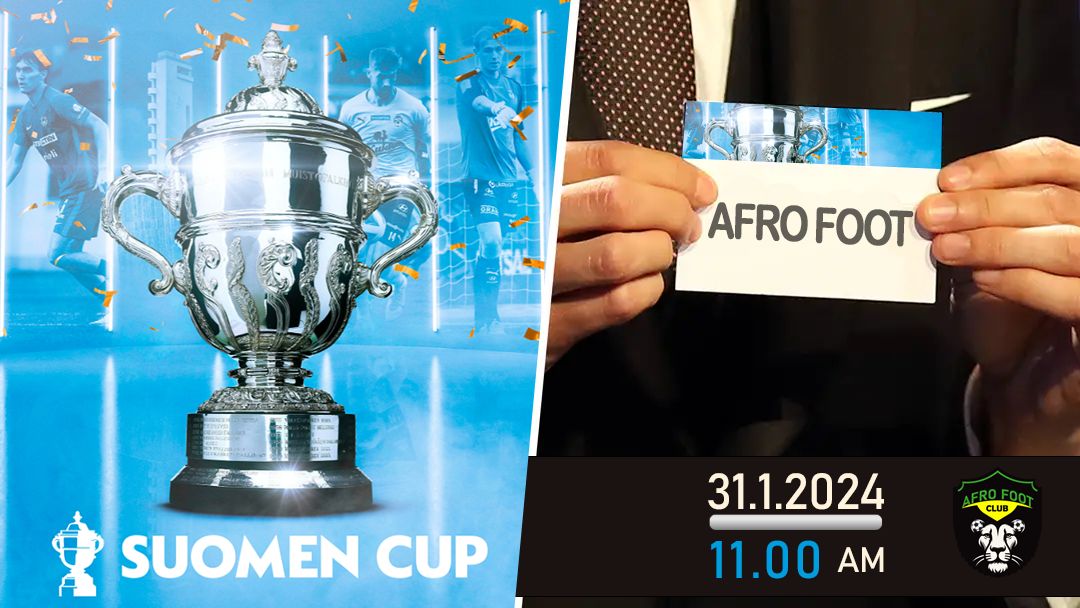 SUOMEN CUP
AFRO FOOT
31.1.2024
11.00 AM
AFRO FOOT
CLUB